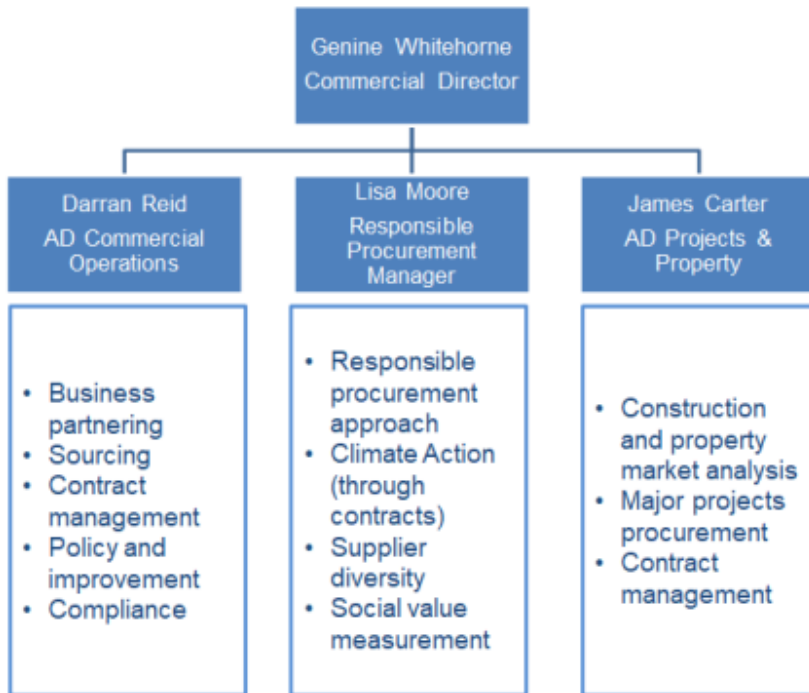 Genine Whitehorne
Commercial Director
Darran Reid
AD Commercial
Operations
Lisa Moore
Responsible
Procurement
Manager
James Carter
AD Projects &
Property
• Business
partnering
• Sourcing
• Contract
management
• Policy and
improvement
• Compliance
• Responsible
procurement
approach
• Climate Action
(through
contracts)
• Supplier
diversity
• Social value
measurement
• Construction
and property
market analysis
• Major projects
procurement
• Contract
management